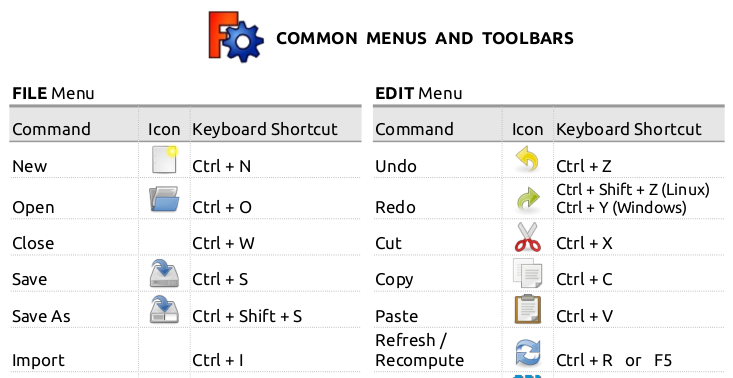 COMMON MENUS AND TOOLBARS
FILE Menu
Command Icon Keyboard Shortcut
New Ctrl + N
Open Ctrl + O
Close Ctrl + W
Save Ctrl + S
Save As Ctrl + Shift + S
Import Ctrl + I
EDIT Menu
Command Icon Keyboard Shortcut
Undo Ctrl + Z
Redo Ctrl + Shift + Z (Linux)
Ctrl + Y (Windows)
Cut Ctrl + X
Copy Ctrl + C
Paste Ctrl + V
Refresh /
Recompute Ctrl + R or F5